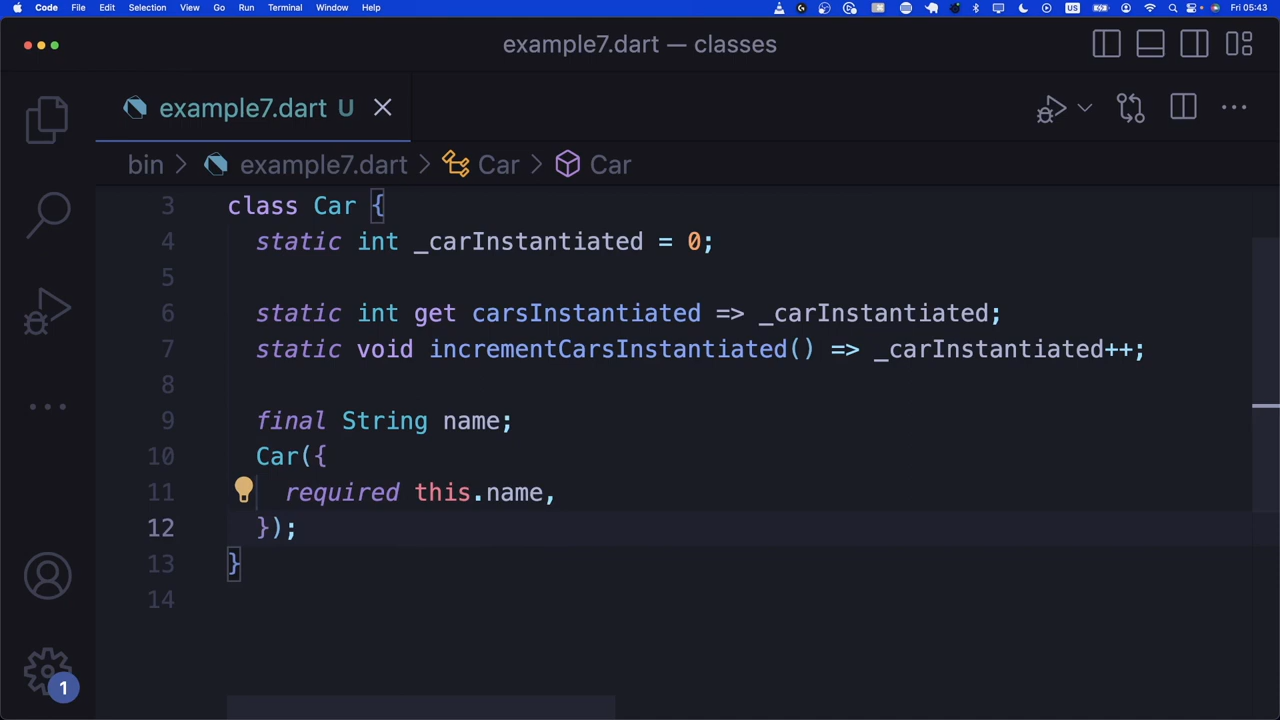 Code File Edit Selection View Go Run Terminal Window Help US Fri 05:43
example7.dart — classes
example7.dart U
bin > example7.dart > Car > Car
3 class Car {
4 static int _carInstantiated = 0;
5
6 static int get carsInstantiated => _carInstantiated;
7 static void incrementCarsInstantiated() => _carInstantiated++;
8
9 final String name;
10 Car({
11 required this.name,
12 });
13 }
14
1